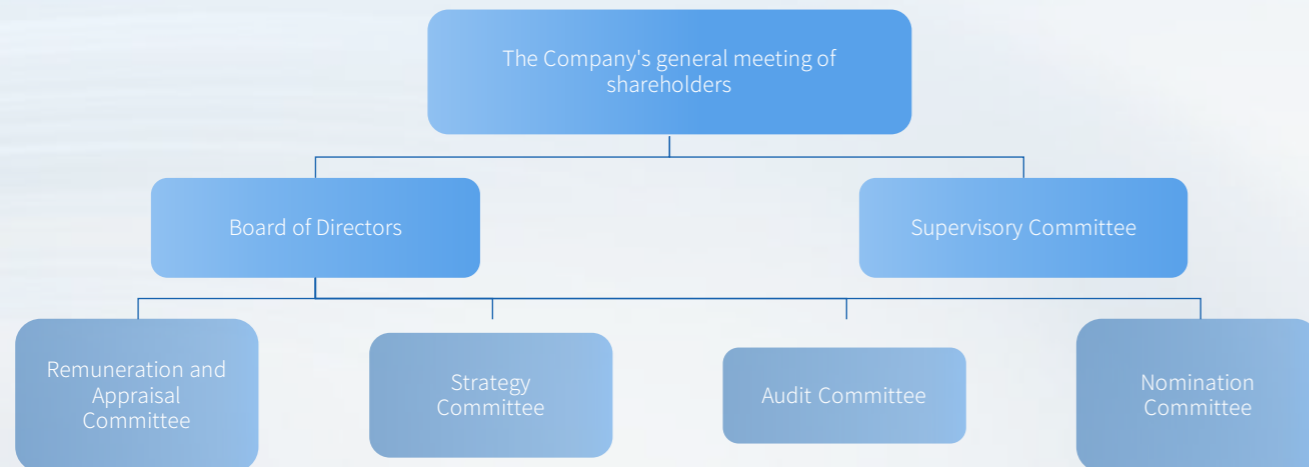 The Company's general meeting of
shareholders
Board of Directors
Supervisory Committee
Remuneration and
Appraisal
Committee
Strategy
Committee
Audit Committee
Nomination
Committee